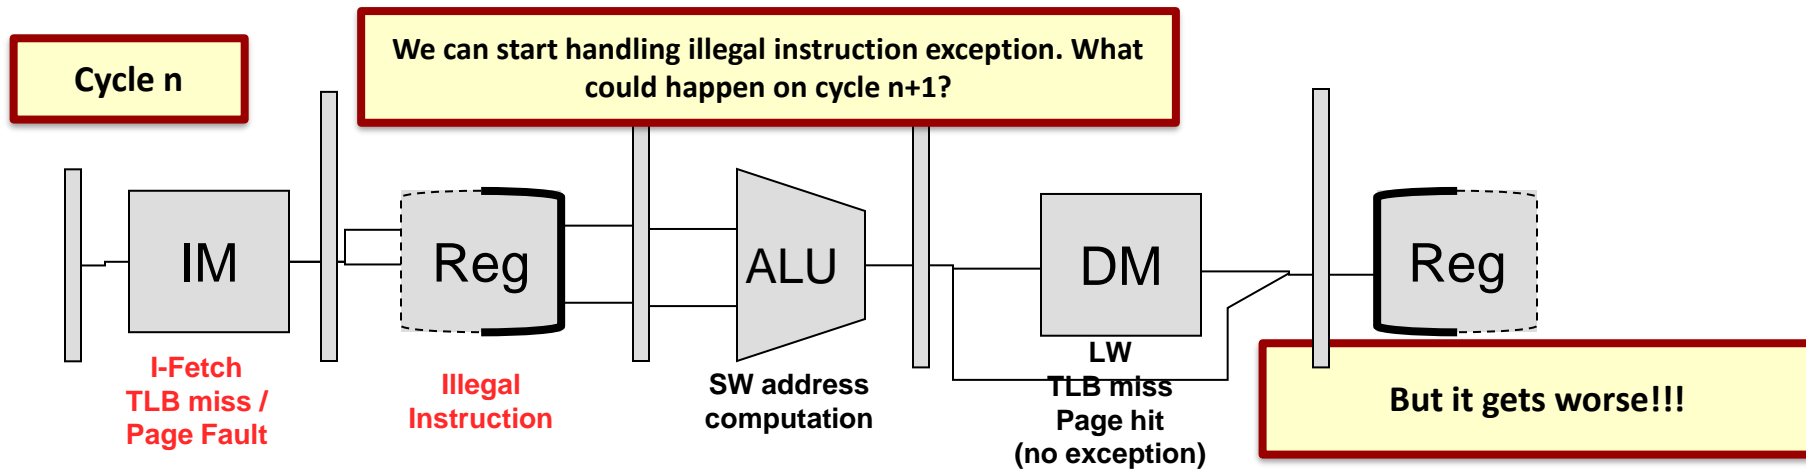 Cycle n
We can start handling illegal instruction exception. What
could happen on cycle n+1?
IM
Reg
ALU
DM
Reg
I-Fetch
TLB miss /
Page Fault
Illegal
Instruction
SW address
computation
LW
TLB miss
Page hit
(no exception)
But it gets worse!!!